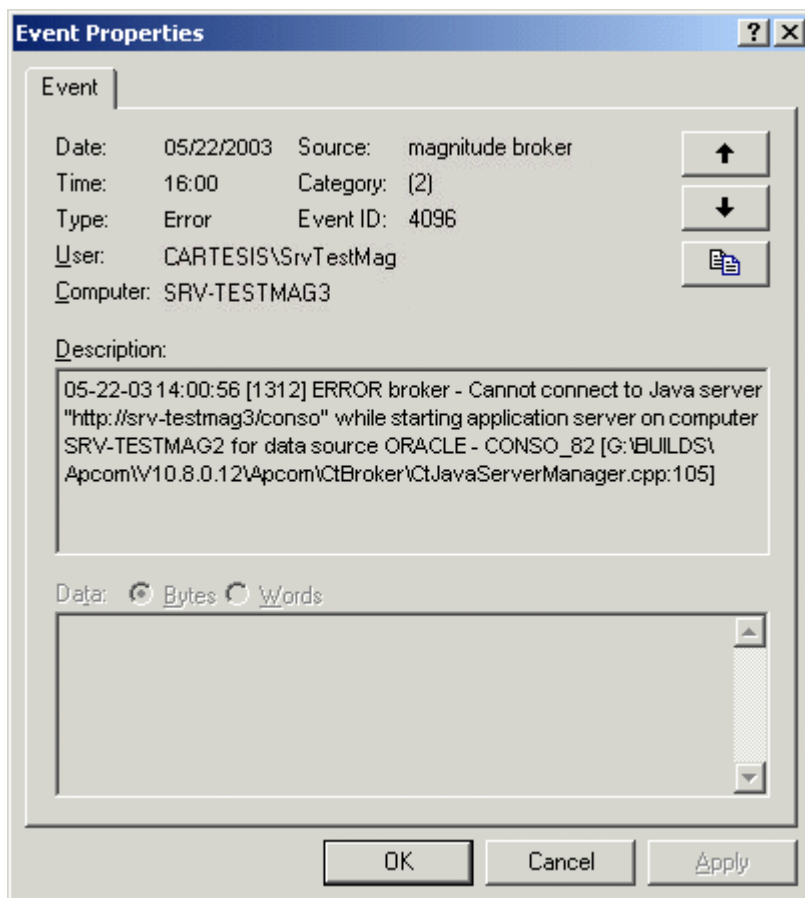 Event Properties
Event
Date: 05/22/2003 Source: magnitude broker
Time: 16:00 Category: (2)
Type: Error Event ID: 4096
User: CARTESIS\SrvTestMag
Computer: SRV-TESTMAG3
Description:
05-22-03 14:00:56 [1312] ERROR broker - Cannot connect to Java server
"http://srv-testmag3/conso" while starting application server on computer
SRV-TESTMAG2 for data source ORACLE - CONSO_82 [G:\BUILDS\
Apcom\V10.8.0.12\Apcom\CtBroker\CtJavaServerManager.cpp:105]
Data: Bytes Words
OK Cancel Apply